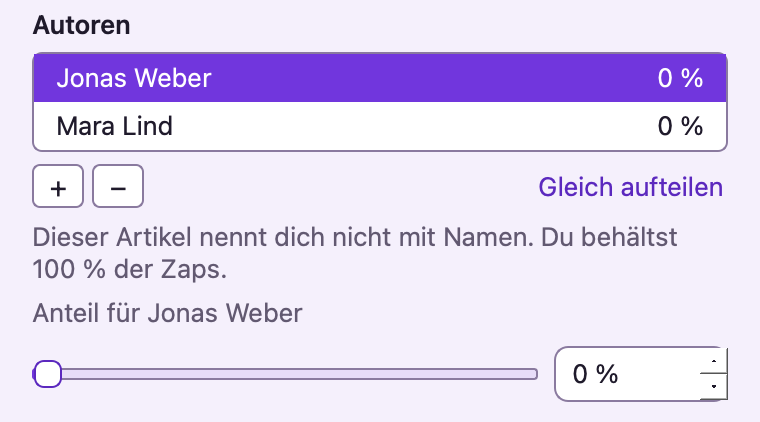 Autoren
Jonas Weber 0 %
Mara Lind 0 %
+ − Gleich aufteilen
Dieser Artikel nennt dich nicht mit Namen. Du behältst
100 % der Zaps.
Anteil für Jonas Weber
0 %